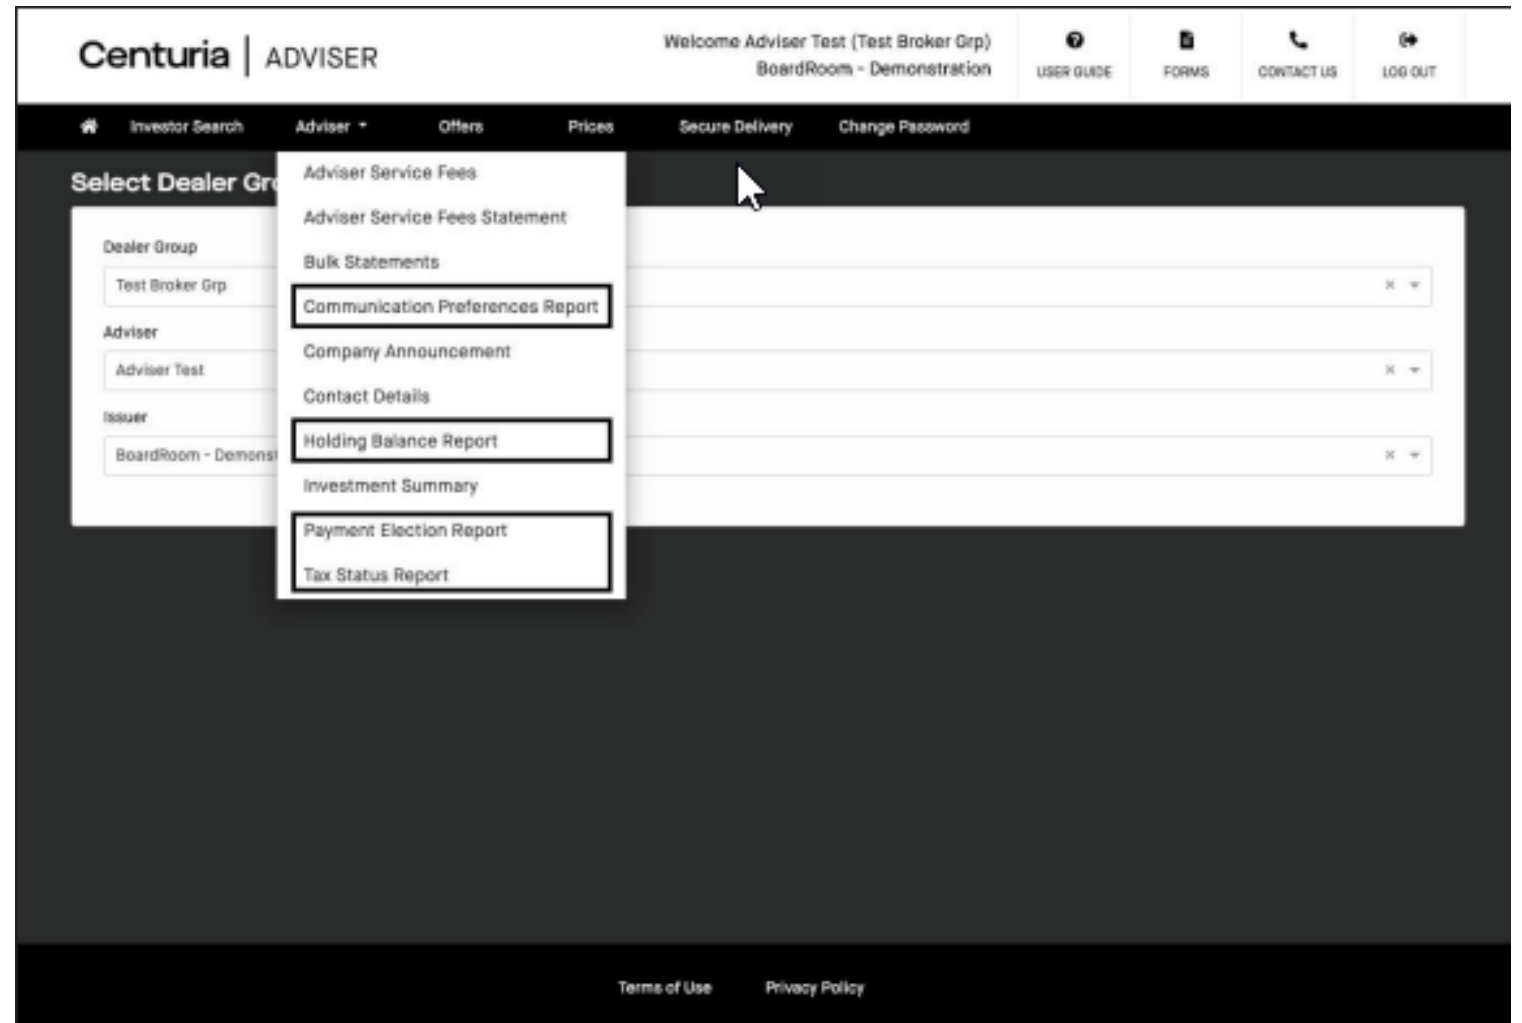 Centuria | ADVISER
Welcome Adviser Test (Test Broker Grp)
BoardRoom - Demonstration
USER GUIDE
FORMS
CONTACT US
LOG OUT
Investor Search Adviser Offers Prices Secure Delivery Change Password
Select Dealer Gro
Adviser Service Fees
Adviser Service Fees Statement
Bulk Statements
Communication Preferences Report
Company Announcement
Contact Details
Holding Balance Report
Investment Summary
Payment Election Report
Tax Status Report
Dealer Group
Test Broker Grp
Adviser
Adviser Test
Issuer
BoardRoom - Demonst
Terms of Use Privacy Policy